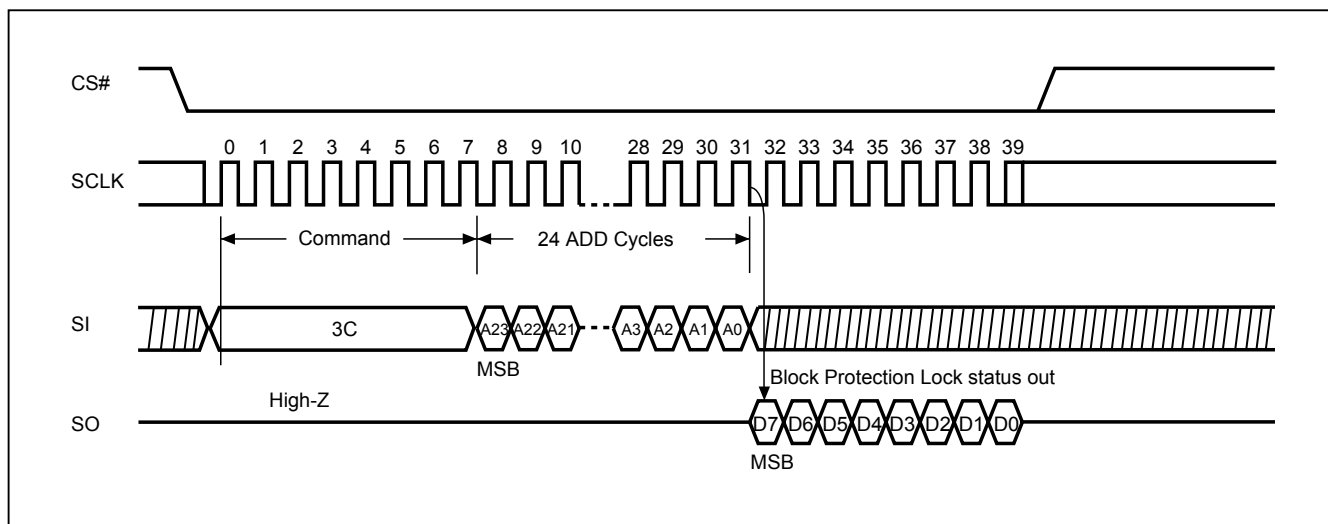 CS#
0 1 2 3 4 5 6 7 8 9 10 28 29 30 31 32 33 34 35 36 37 38 39
SCLK
Command 24 ADD Cycles
SI 3C A23 A22 A21 A3 A2 A1 A0
MSB
Block Protection Lock status out
High-Z
SO D7 D6 D5 D4 D3 D2 D1 D0
MSB